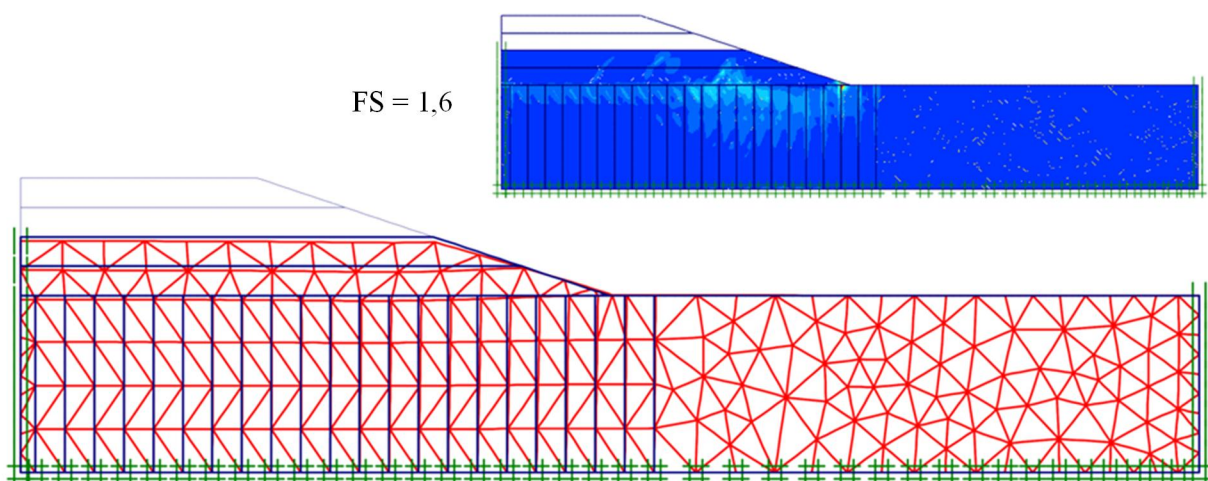 FS = 1,6